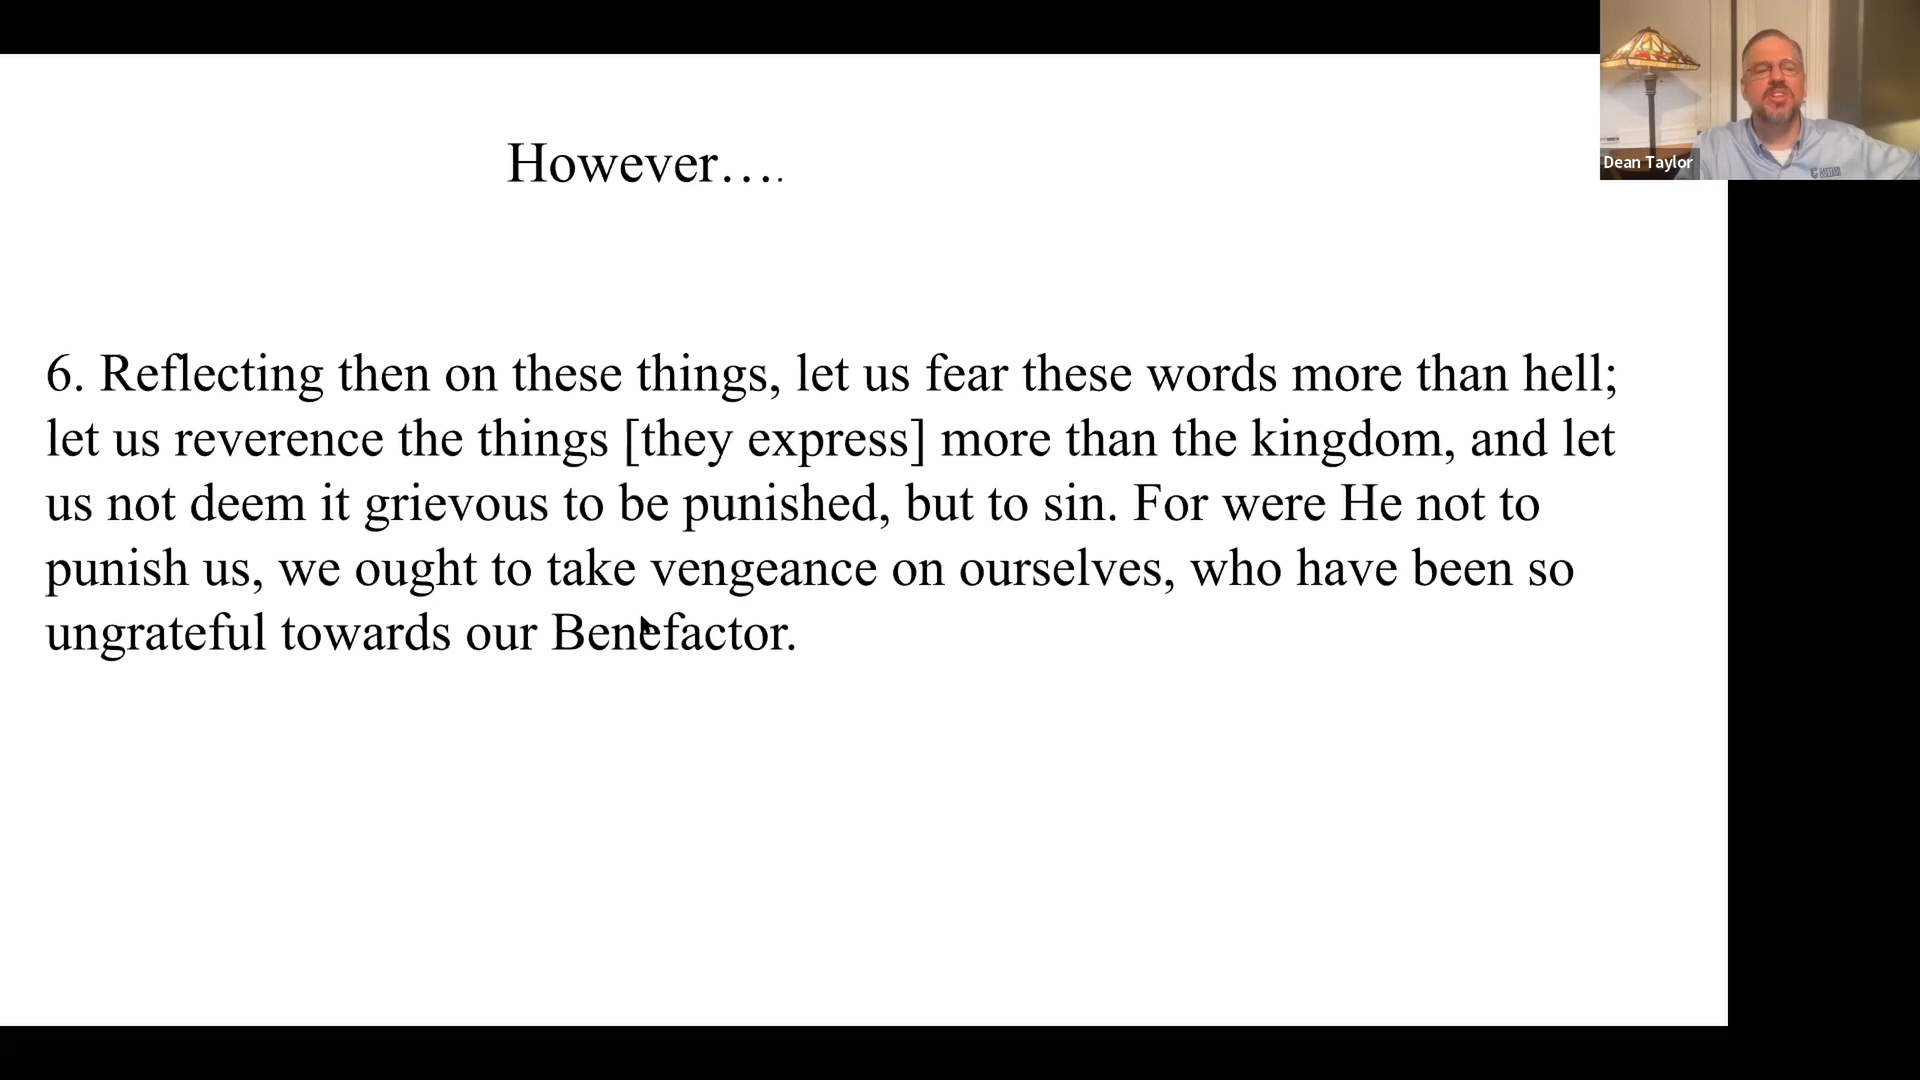 However….
6. Reflecting then on these things, let us fear these words more than hell;
let us reverence the things [they express] more than the kingdom, and let
us not deem it grievous to be punished, but to sin. For were He not to
punish us, we ought to take vengeance on ourselves, who have been so
ungrateful towards our Benefactor.
Dean Taylor